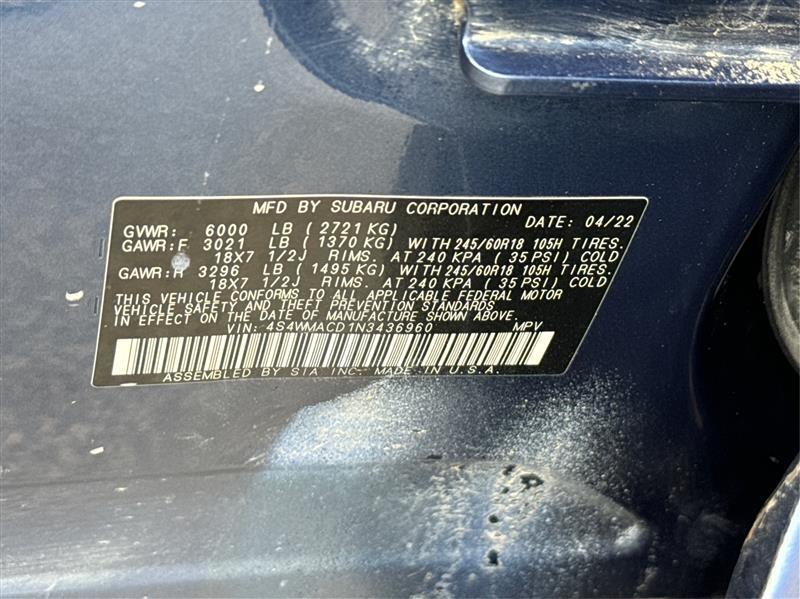 MFD BY SUBARU CORPORATION
GVWR: 6000 LB (2721 KG) DATE: 04/22
GAWR:F 3021 LB (1370 KG) WITH 245/60R18 105H TIRES.
18X7 1/2J RIMS. AT 240 KPA (35 PSI) COLD
GAWR:R 3296 LB (1495 KG) WITH 245/60R18 105H TIRES.
18X7 1/2J RIMS. AT 240 KPA (35 PSI) COLD
THIS VEHICLE CONFORMS TO ALL APPLICABLE FEDERAL MOTOR
VEHICLE SAFETY AND THEFT PREVENTION STANDARDS
IN EFFECT ON THE DATE OF MANUFACTURE SHOWN ABOVE.
VIN: 4S4WMACD1N3436960 MPV
ASSEMBLED BY SIA INC. MADE IN U.S.A.